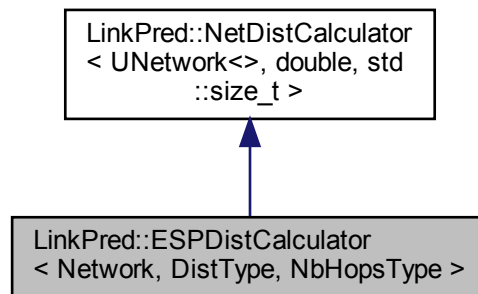 LinkPred::NetDistCalculator
< UNetwork<>, double, std
::size_t >
LinkPred::ESPDistCalculator
< Network, DistType, NbHopsType >